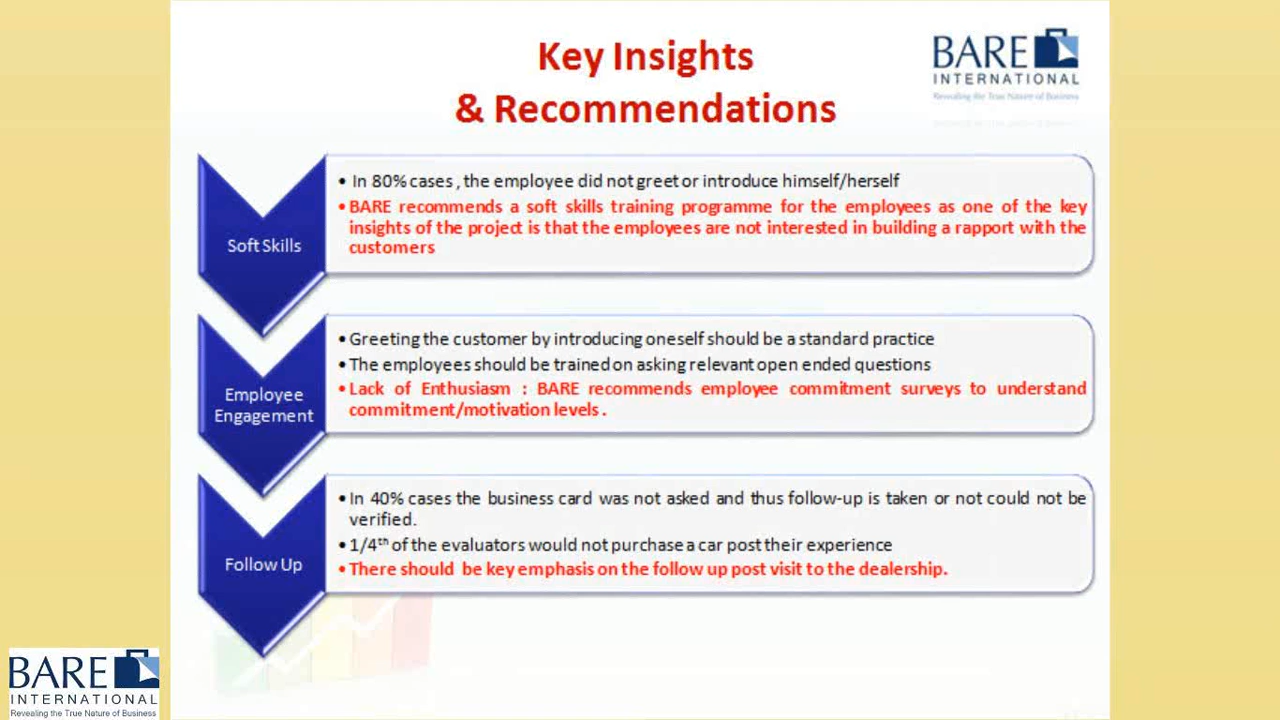 Key Insights
& Recommendations
BARE
INTERNATIONAL
Revealing the True Nature of Business
Soft Skills
• In 80% cases , the employee did not greet or introduce himself/herself
• BARE recommends a soft skills training programme for the employees as one of the key
insights of the project is that the employees are not interested in building a rapport with the
customers
Employee
Engagement
• Greeting the customer by introducing oneself should be a standard practice
• The employees should be trained on asking relevant open ended questions
• Lack of Enthusiasm : BARE recommends employee commitment surveys to understand
commitment/motivation levels .
Follow Up
• In 40% cases the business card was not asked and thus follow-up is taken or not could not be
verified.
• 1/4th of the evaluators would not purchase a car post their experience
• There should be key emphasis on the follow up post visit to the dealership.
BARE
INTERNATIONAL
Revealing the True Nature of Business